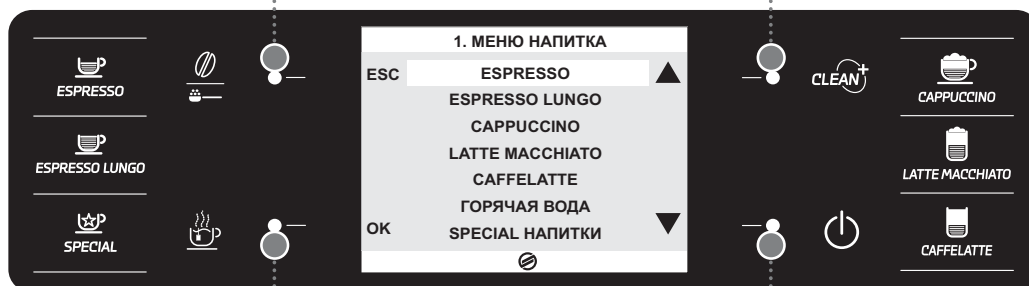 ESPRESSO
ESPRESSO LUNGO
SPECIAL
1. МЕНЮ НАПИТКА
ESC
ESPRESSO
ESPRESSO LUNGO
CAPPUCCINO
LATTE MACCHIATO
CAFFELATTE
ГОРЯЧАЯ ВОДА
OK
SPECIAL НАПИТКИ
CLEAN+
CAPPUCCINO
LATTE MACCHIATO
CAFFELATTE